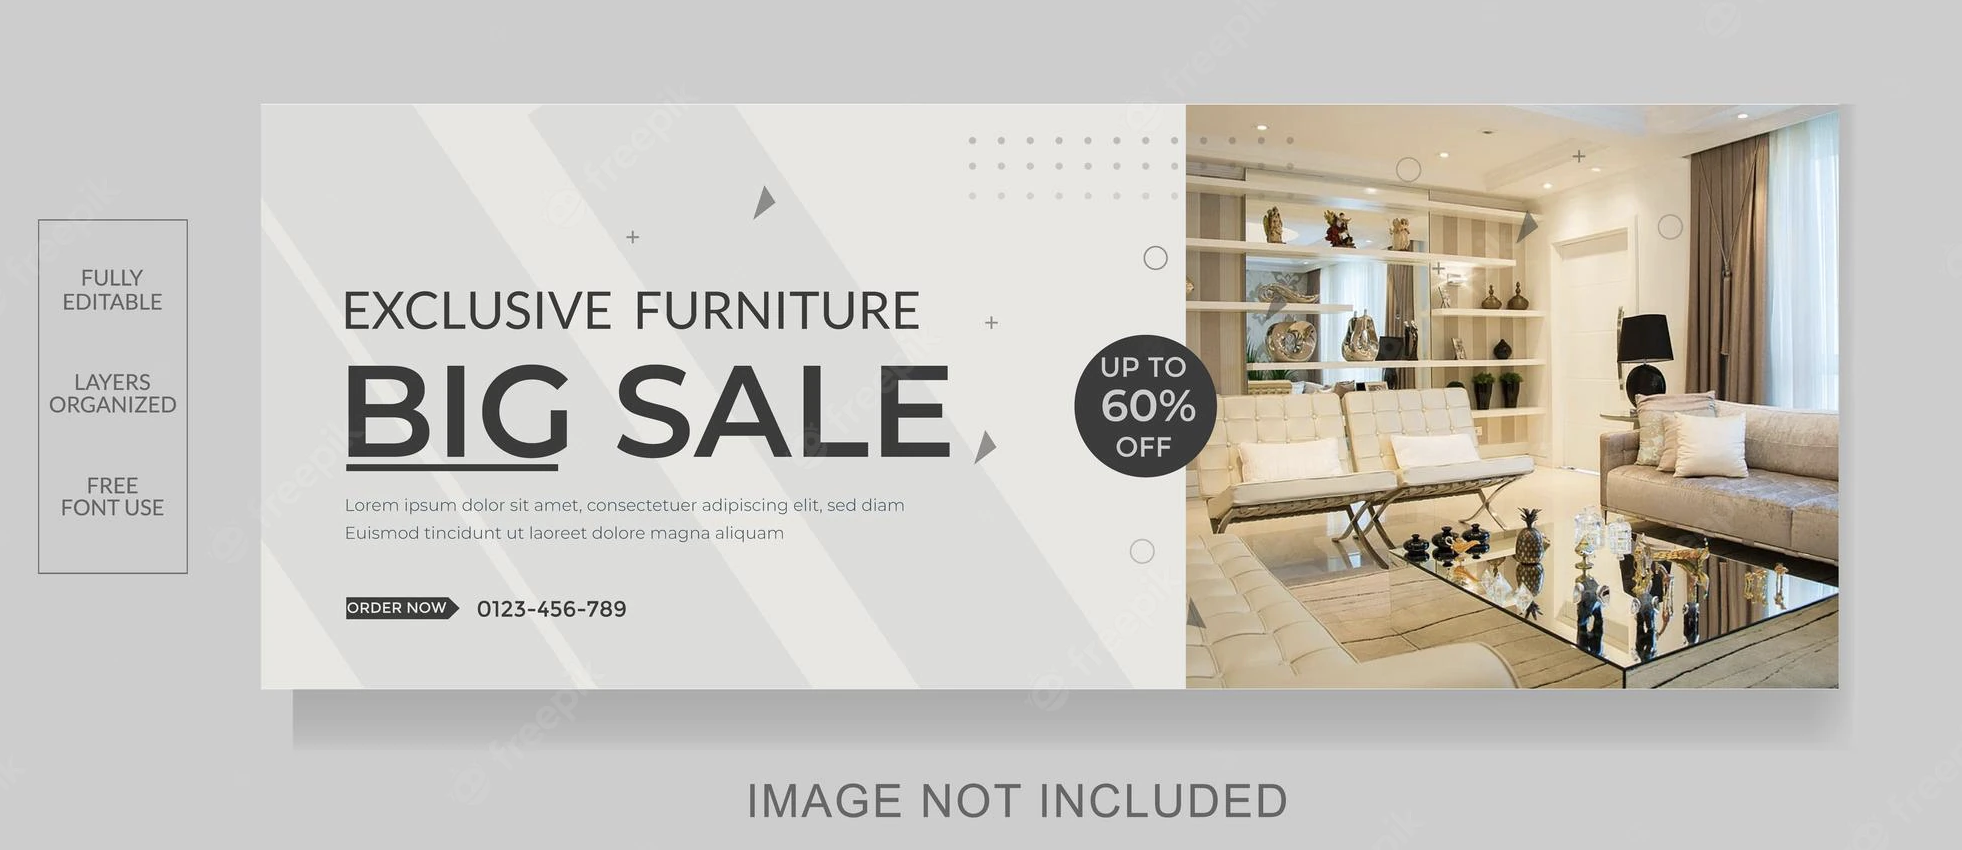 FULLY
EDITABLE
LAYERS
ORGANIZED
FREE
FONT USE
EXCLUSIVE FURNITURE
BIG SALE
Lorem ipsum dolor sit amet, consectetuer adipiscing elit, sed diam
Euismod tincidunt ut laoreet dolore magna aliquam
ORDER NOW 0123-456-789
UP TO
60%
OFF
IMAGE NOT INCLUDED
freepik